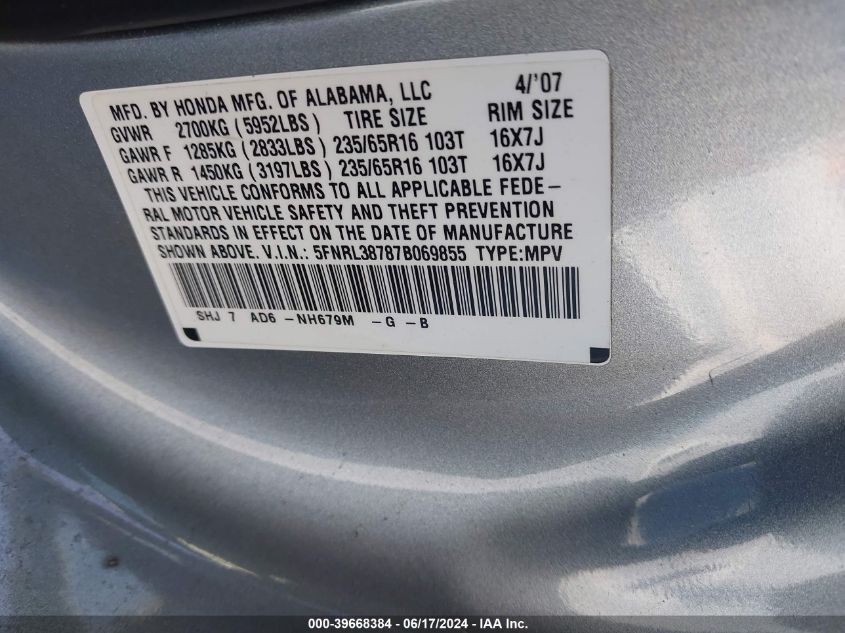 MFD. BY HONDA MFG. OF ALABAMA, LLC 4/'07
GVWR 2700KG(5952LBS) TIRE SIZE RIM SIZE
GAWR F 1285KG(2833LBS) 235/65R16 103T 16X7J
GAWR R 1450KG(3197LBS) 235/65R16 103T 16X7J
THIS VEHICLE CONFORMS TO ALL APPLICABLE FEDE-
RAL MOTOR VEHICLE SAFETY AND THEFT PREVENTION
STANDARDS IN EFFECT ON THE DATE OF MANUFACTURE
SHOWN ABOVE. V.I.N.: 5FNRL38787B069855 TYPE:MPV
SHJ 7 AD6 -NH679M -G -B
000-39668384 - 06/17/2024 - IAA Inc.